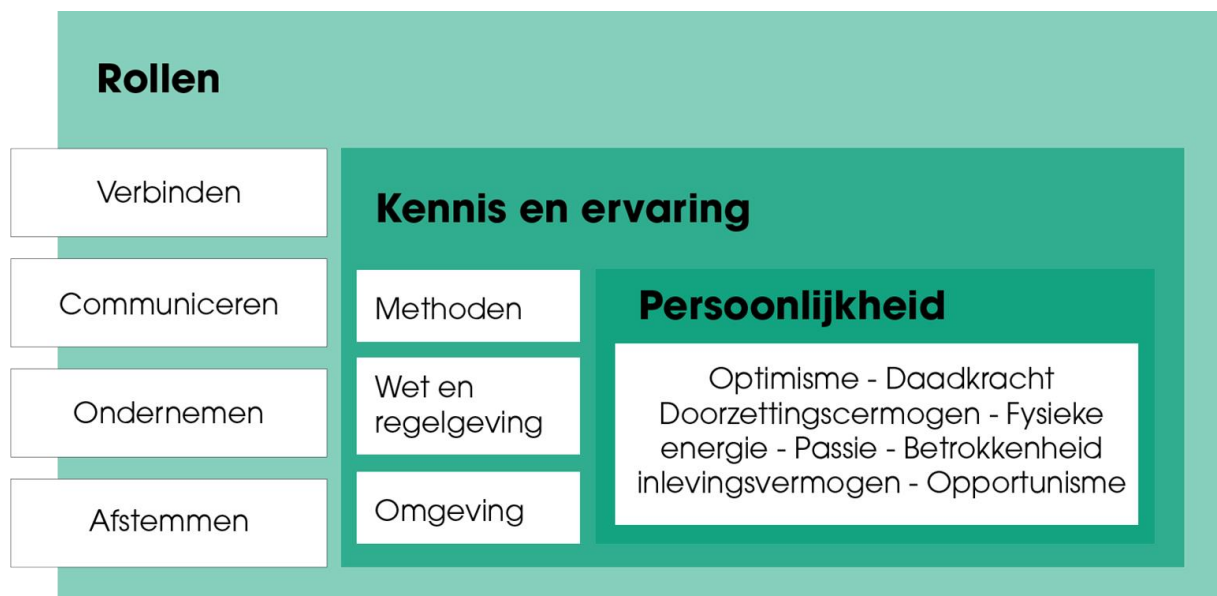 Rollen
Verbinden
Communiceren
Ondernemen
Afstemmen
Kennis en ervaring
Methoden
Wet en
regelgeving
Omgeving
Persoonlijkheid
Optimisme - Daadkracht
Doorzettingscermogen - Fysieke
energie - Passie - Betrokkenheid
inlevingsvermogen - Opportunisme